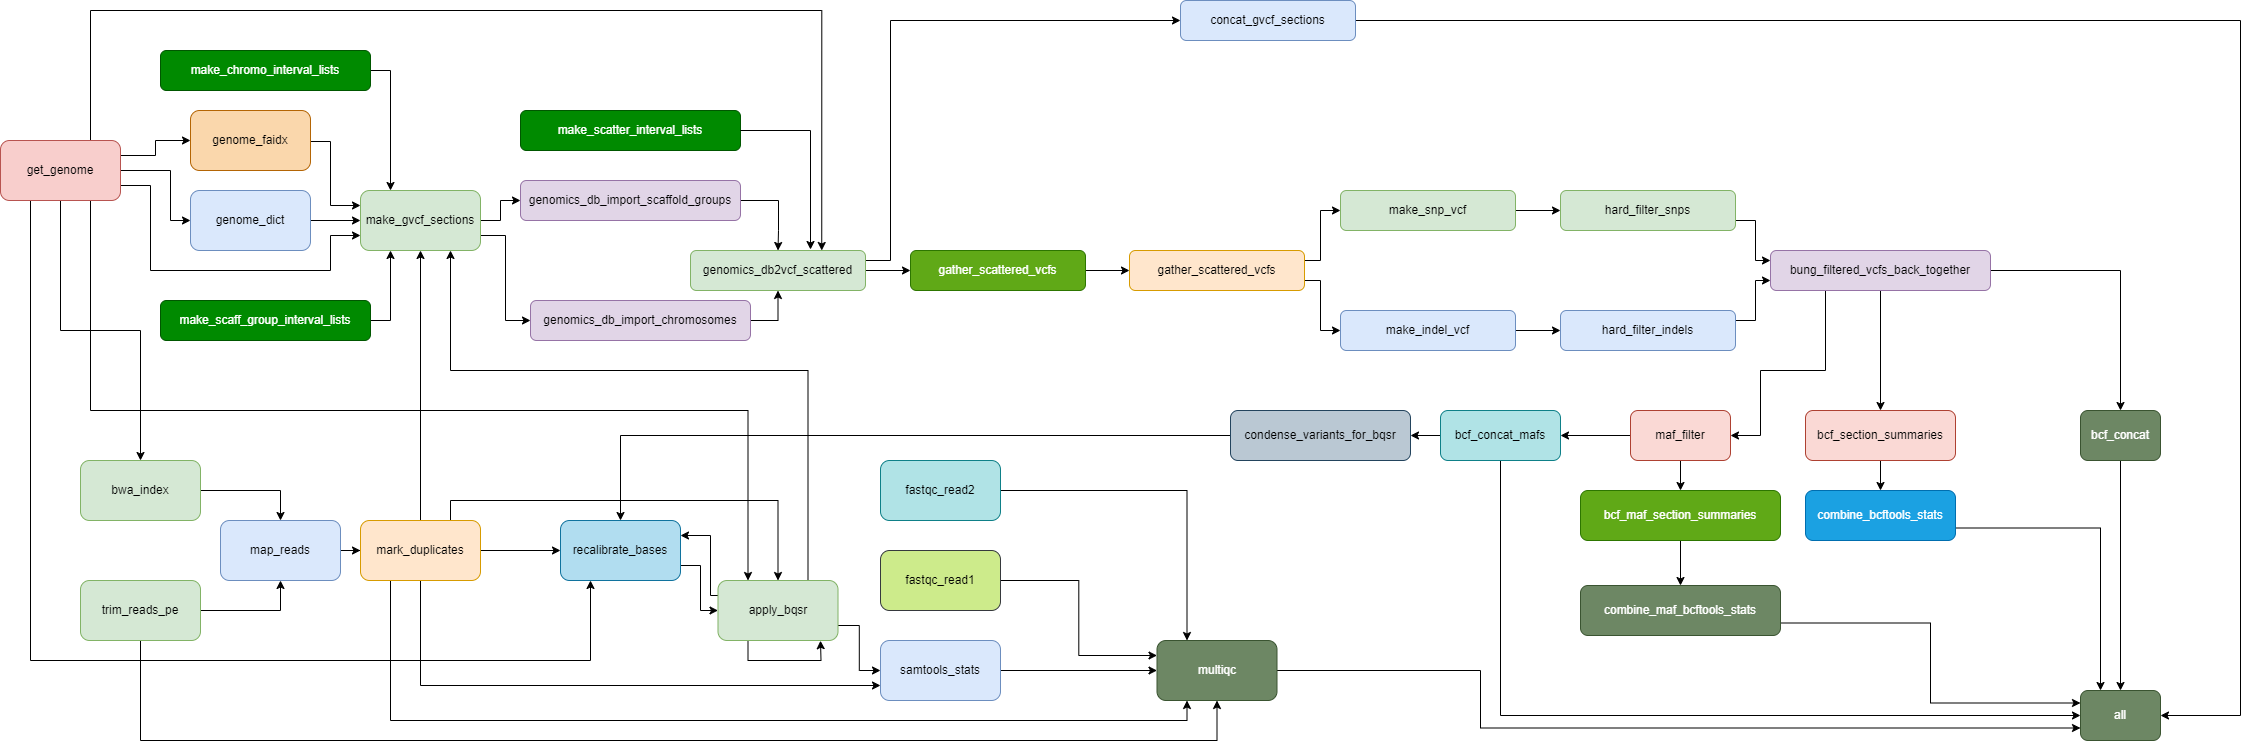 concat_gvcf_sections
make_chromo_interval_lists
genome_faidx
make_scatter_interval_lists
get_genome
genome_dict
make_gvcf_sections
genomics_db_import_scaffold_groups
make_snp_vcf
hard_filter_snps
genomics_db2vcf_scattered
gather_scattered_vcfs
gather_scattered_vcfs
bung_filtered_vcfs_back_together
make_scaff_group_interval_lists
genomics_db_import_chromosomes
make_indel_vcf
hard_filter_indels
condense_variants_for_bqsr
bcf_concat_mafs
maf_filter
bcf_section_summaries
bcf_concat
bwa_index
fastqc_read2
bcf_maf_section_summaries
combine_bcftools_stats
map_reads
mark_duplicates
recalibrate_bases
fastqc_read1
trim_reads_pe
apply_bqsr
combine_maf_bcftools_stats
samtools_stats
multiqc
all